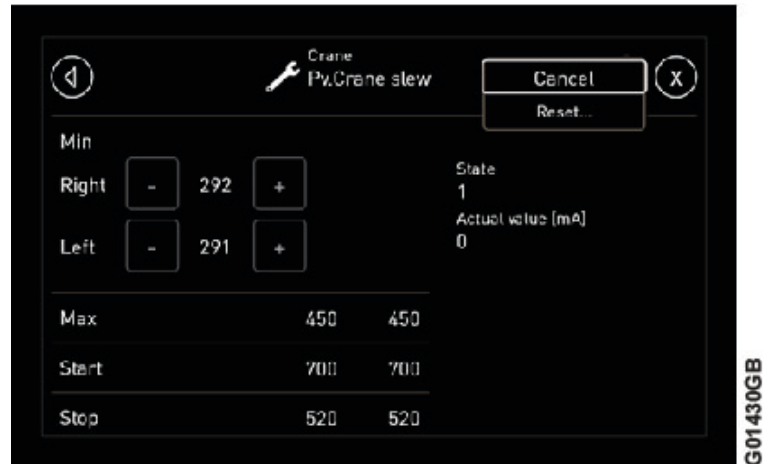 Crane
Pv.Crane slew
Cancel
X
Reset...
Min
Right - 292 +
Left - 291 +
State
1
Actual value [mA]
0
Max 450 450
Start 700 700
Stop 520 520
G01430GB